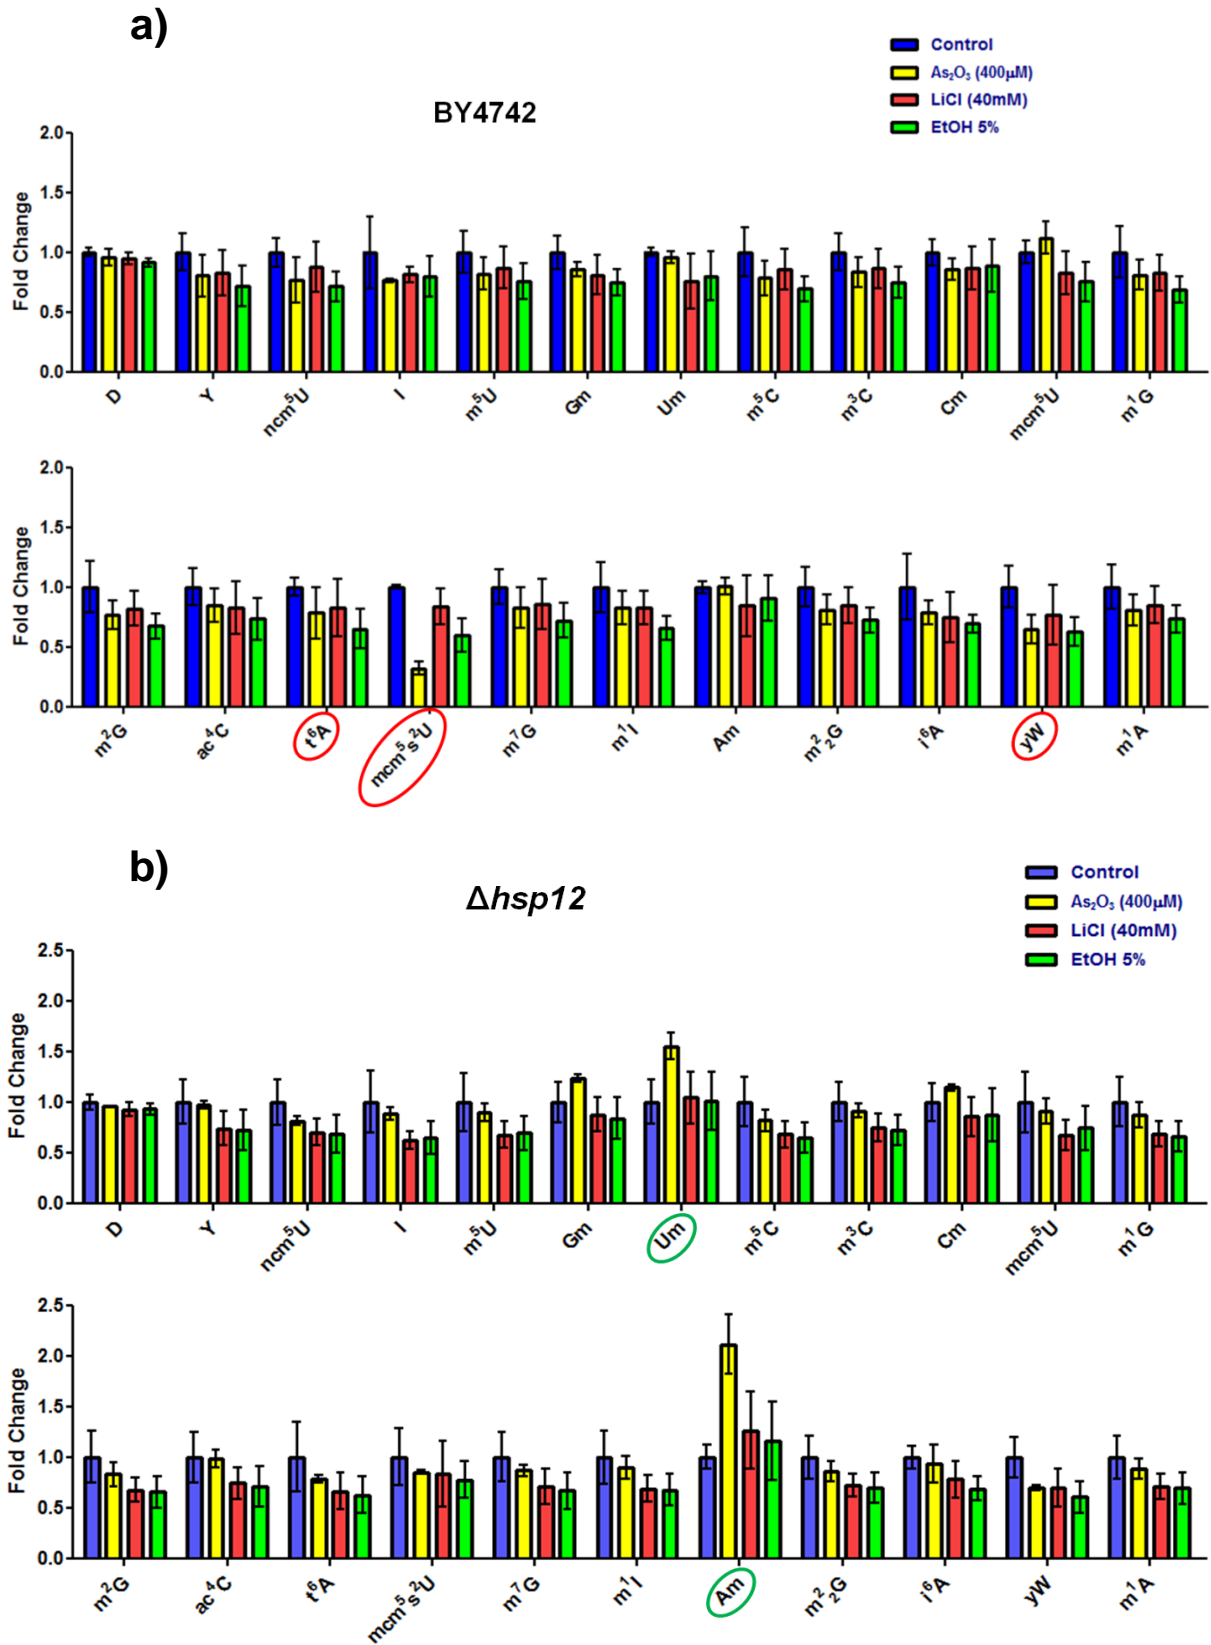 a)
BY4742
Control
As₂O₃ (400µM)
LiCl (40mM)
EtOH 5%
Fold Change
2.0
1.5
1.0
0.5
0.0
D Y ncm⁵U I m⁵U Gm Um m⁵C m³C Cm mcm⁵U m¹G
Fold Change
2.0
1.5
1.0
0.5
0.0
m²G ac⁴C t⁶A mcm⁵s²U m⁷G m¹I Am m²₂G i⁶A yW m¹A
b)
Δhsp12
Control
As₂O₃ (400µM)
LiCl (40mM)
EtOH 5%
Fold Change
2.5
2.0
1.5
1.0
0.5
0.0
D Y ncm⁵U I m⁵U Gm Um m⁵C m³C Cm mcm⁵U m¹G
Fold Change
2.5
2.0
1.5
1.0
0.5
0.0
m²G ac⁴C t⁶A mcm⁵s²U m⁷G m¹I Am m²₂G i⁶A yW m¹A